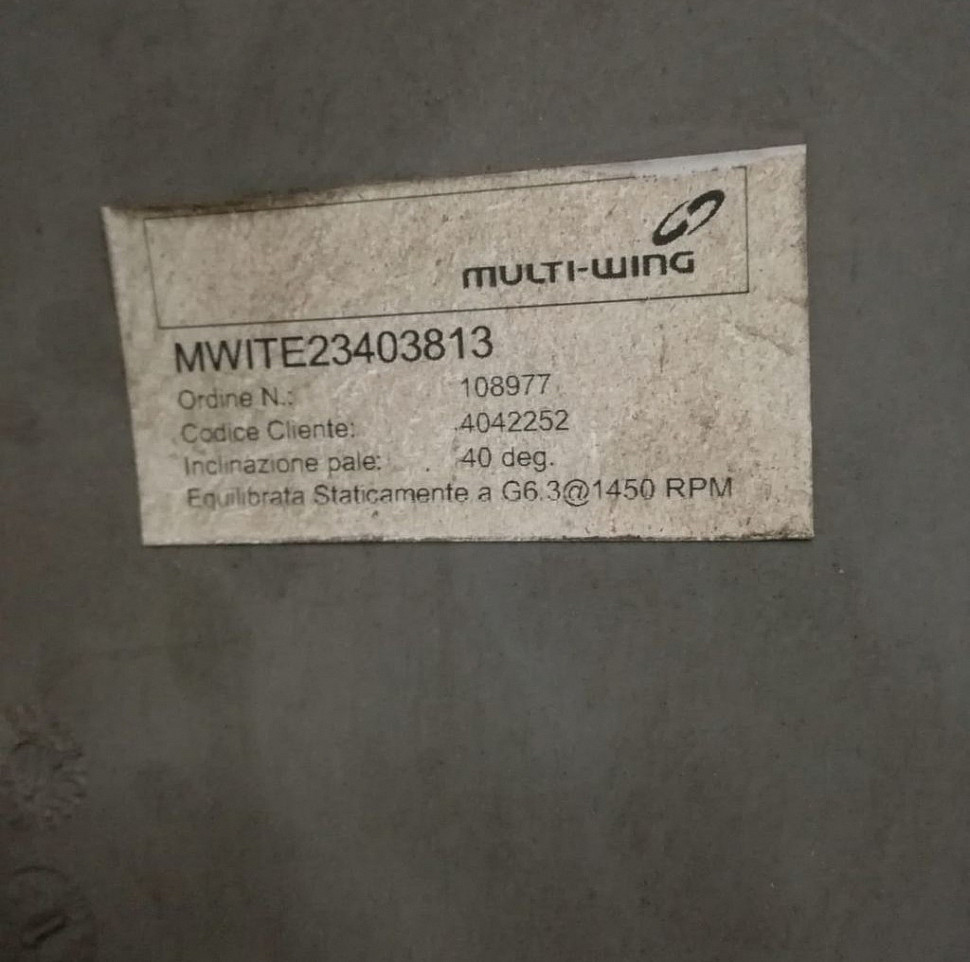 MULTI-WING
MWITE23403813
Ordine N.: 108977
Codice Cliente: 4042252
Inclinazione pale: 40 deg.
Equilibrata Staticamente a G6.3@1450 RPM